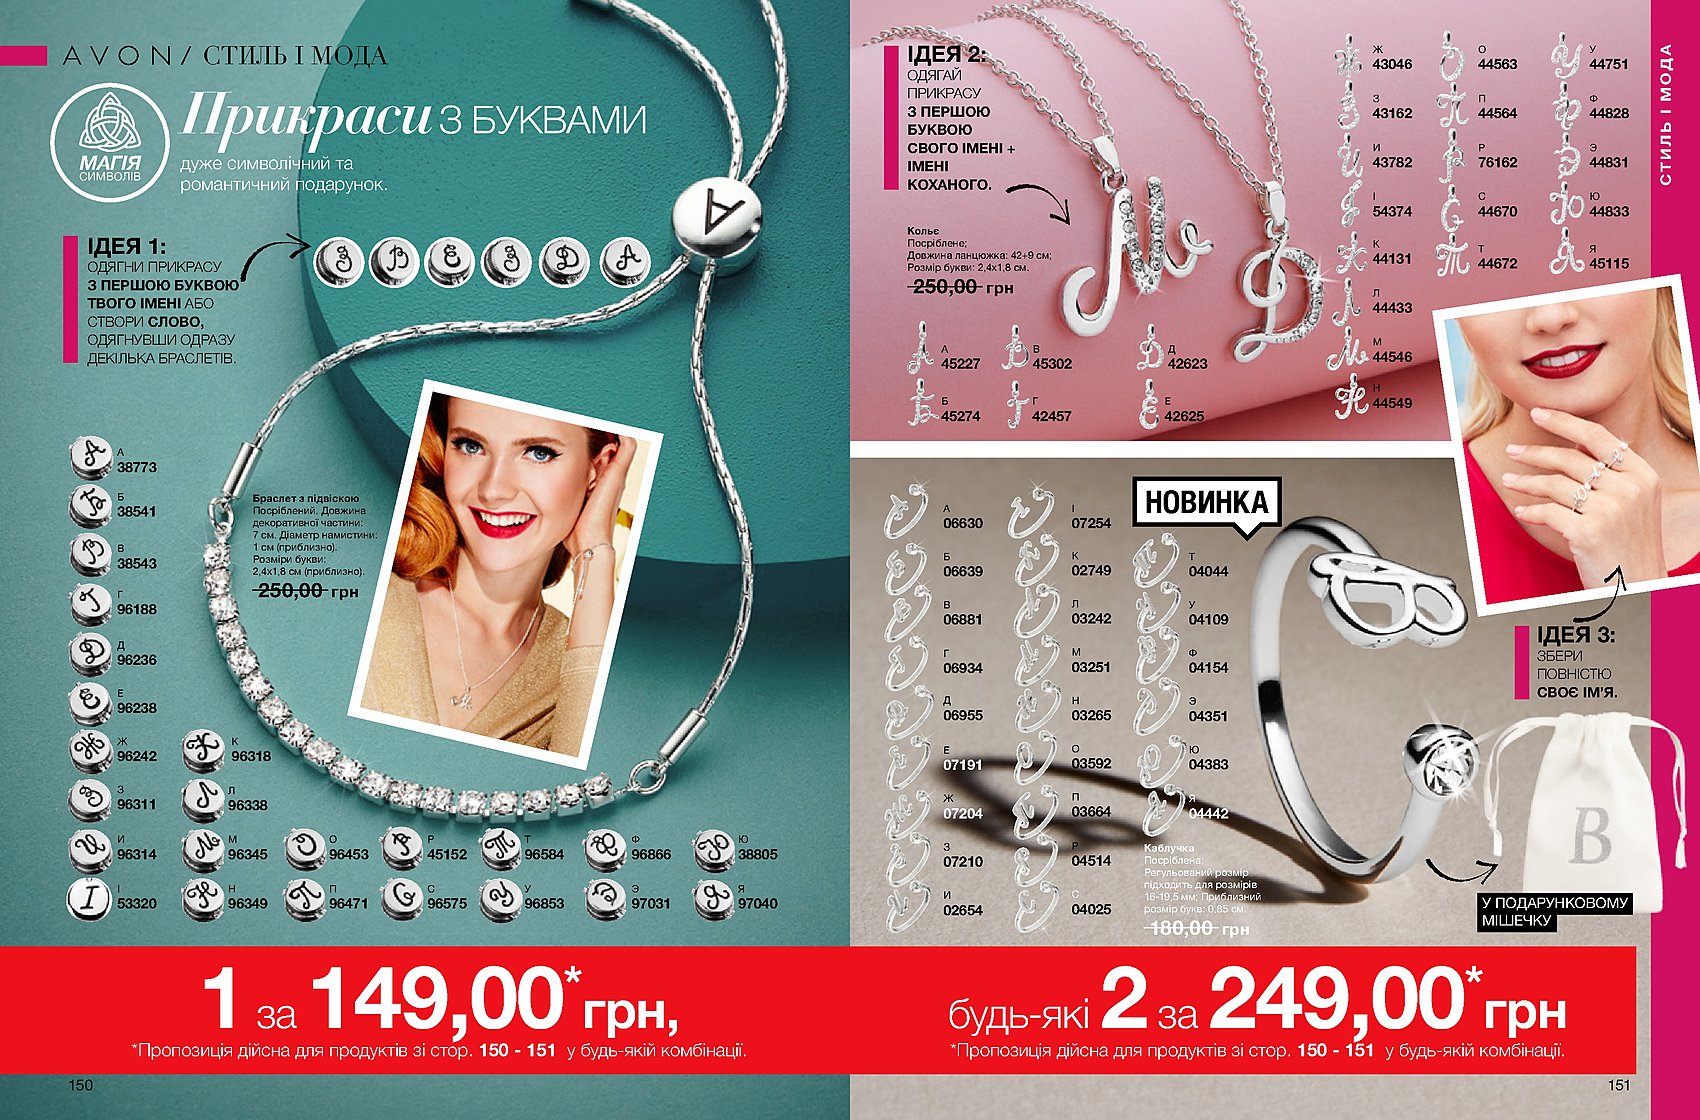 AVON / СТИЛЬ І МОДА
МАГІЯ
СИМВОЛІВ
Прикраси З БУКВАМИ
дуже символічний та
романтичний подарунок.
ІДЕЯ 1:
ОДЯГНИ ПРИКРАСУ
З ПЕРШОЮ БУКВОЮ
ТВОГО ІМЕНІ АБО
СТВОРИ СЛОВО,
ОДЯГНУВШИ ОДРАЗУ
ДЕКІЛЬКА БРАСЛЕТІВ.
З В Е З Д А
А
А
38773
Б
38541
В
38543
Г
96188
Д
96236
Е
96238
Ж
96242
З
96311
И
96314
І
53320
К
96318
Л
96338
М
96345
Н
96349
О
96453
П
96471
Р
45152
С
96575
Т
96584
У
96853
Ф
96866
Э
97031
Ю
38805
Я
97040
Браслет з підвіскою
Посріблений. Довжина
декоративної частини:
7 см. Діаметр намистини:
1 см (приблизно).
Розміри букви:
2,4х1,8 см (приблизно).
250,00 грн
1 за 149,00* грн,
*Пропозиція дійсна для продуктів зі стор. 150 - 151 у будь-якій комбінації.
150
ІДЕЯ 2:
ОДЯГАЙ
ПРИКРАСУ
З ПЕРШОЮ
БУКВОЮ
СВОГО ІМЕНІ +
ІМЕНІ
КОХАНОГО.
Кольє
Посріблене;
Довжина ланцюжка: 42+9 см;
Розмір букви: 2,4х1,8 см.
250,00 грн
А
45227
Б
45274
В
45302
Г
42457
Д
42623
Е
42625
Ж
43046
З
43162
И
43782
І
54374
К
44131
Л
44433
М
44546
Н
44549
О
44563
П
44564
Р
76162
С
44670
Т
44672
У
44751
Ф
44828
Э
44831
Ю
44833
Я
45115
СТИЛЬ І МОДА
НОВИНКА
А
06630
Б
06639
В
06881
Г
06934
Д
06955
Е
07191
Ж
07204
З
07210
И
02654
І
07254
К
02749
Л
03242
М
03251
Н
03265
О
03592
П
03664
Р
04514
С
04025
Т
04044
У
04109
Ф
04154
Э
04351
Ю
04383
Я
04442
Каблучка
Посріблена;
Регульований розмір
підходить для розмірів
16-19,5 мм; Приблизний
розмір букв: 0,85 см.
180,00 грн
ІДЕЯ 3:
ЗБЕРИ
ПОВНІСТЮ
СВОЄ ІМ'Я.
В
У ПОДАРУНКОВОМУ
МІШЕЧКУ
будь-які 2 за 249,00* грн
*Пропозиція дійсна для продуктів зі стор. 150 - 151 у будь-якій комбінації.
151